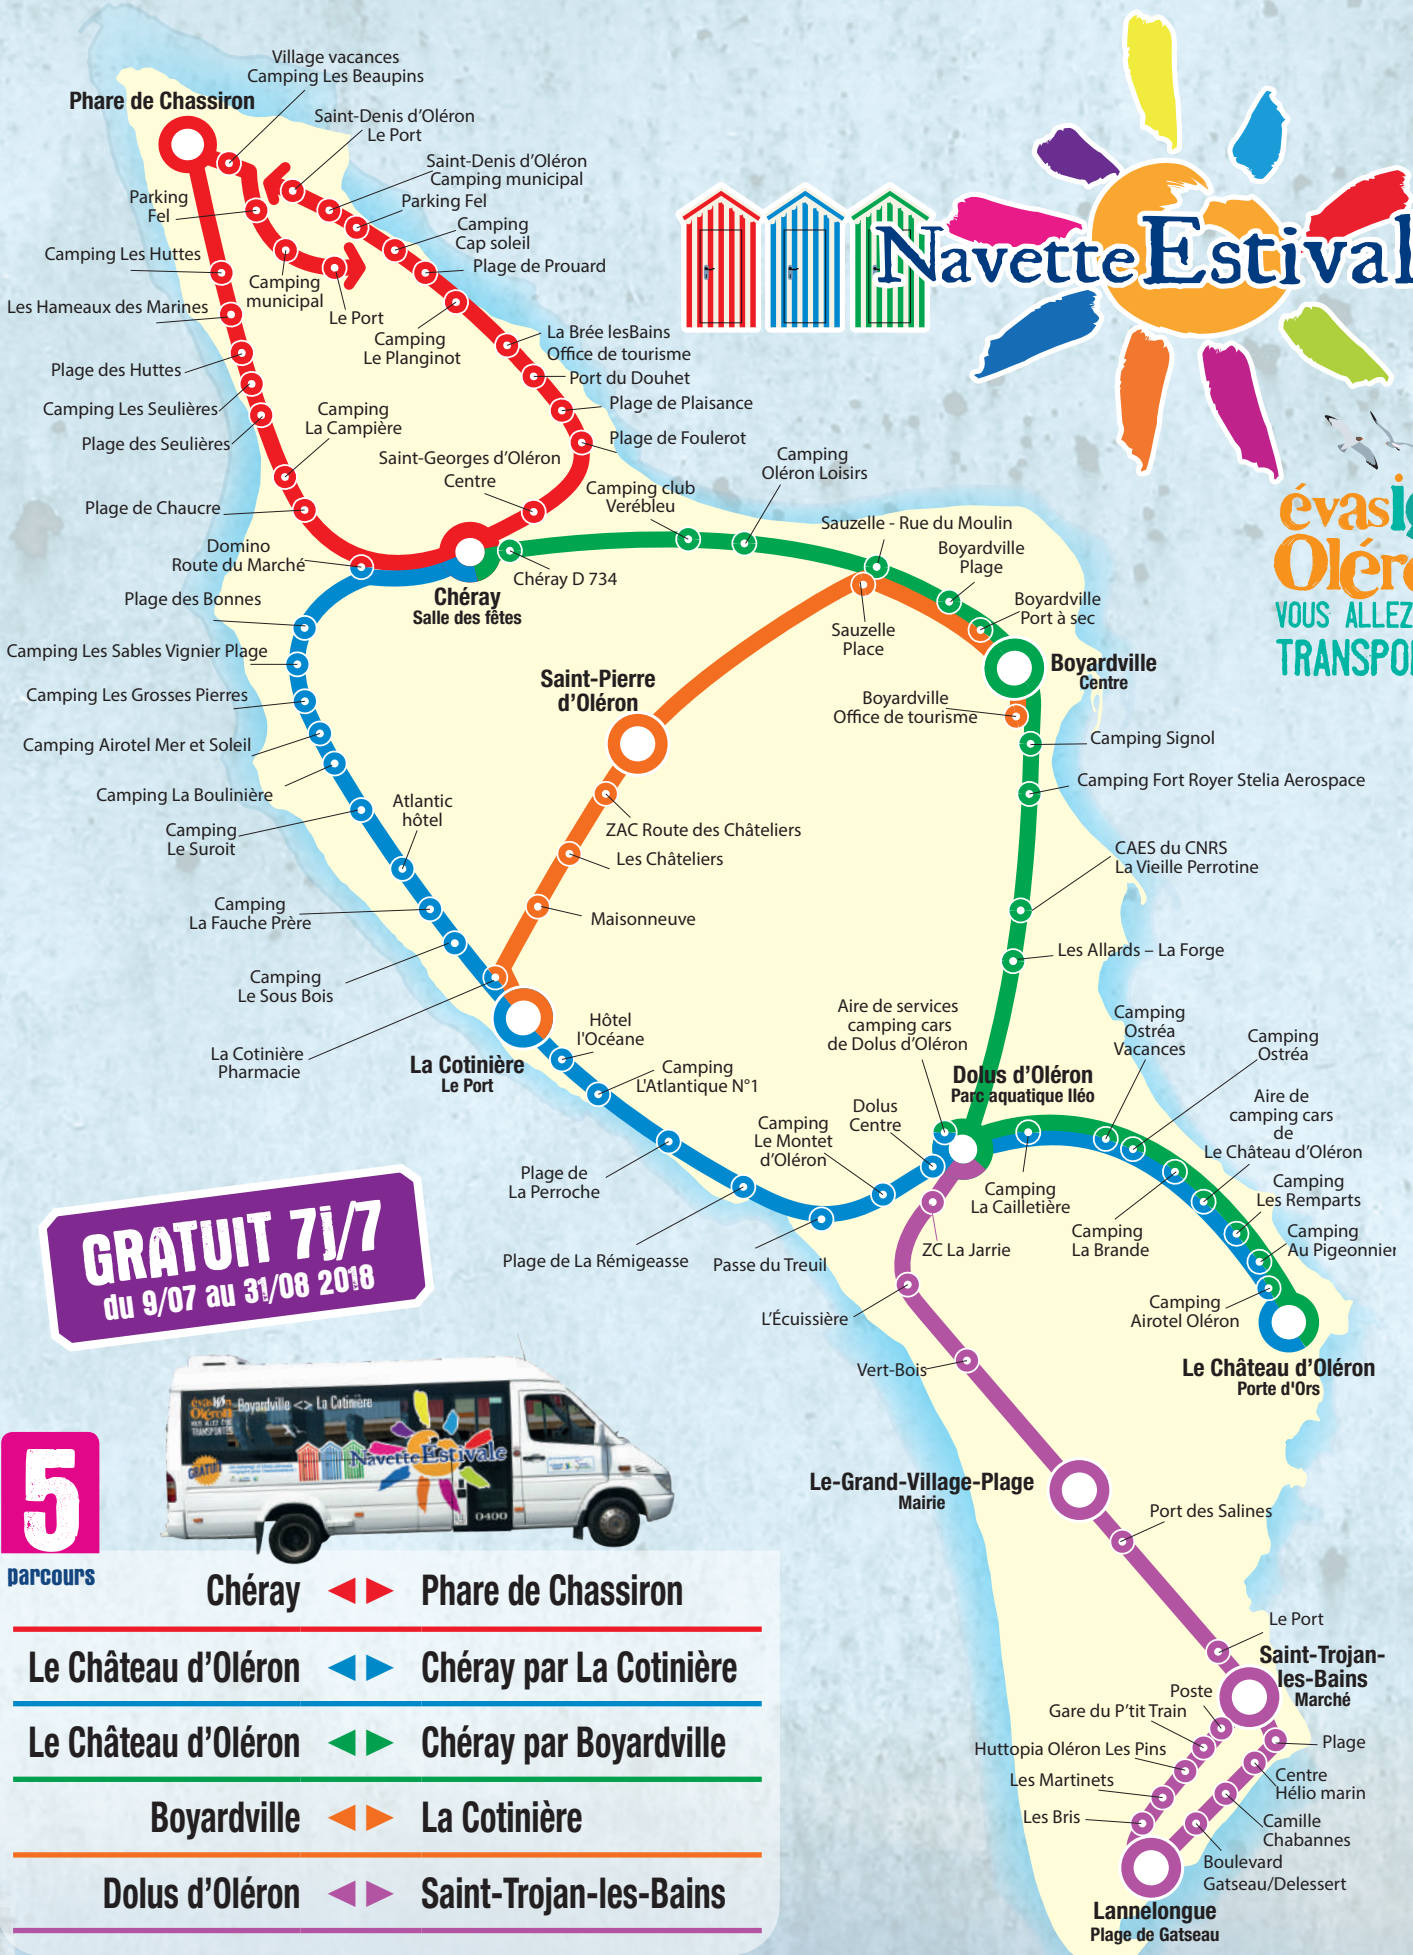 Village vacances
Camping Les Beaupins
Phare de Chassiron
Saint-Denis d'Oléron
Le Port
Saint-Denis d'Oléron
Camping municipal
Parking
Fel
Parking Fel
Camping
Cap soleil
Camping Les Huttes
Plage de Prouard
Camping
municipal
Les Hameaux des Marines
Le Port
Camping
Le Planginot
La Brée lesBains
Office de tourisme
Plage des Huttes
Port du Douhet
Camping Les Seulières
Camping
La Campière
Plage de Plaisance
Plage des Seulières
Plage de Foulerot
Saint-Georges d'Oléron
Centre
Camping
Oléron Loisirs
Camping club
Verébleu
Plage de Chaucre
Sauzelle - Rue du Moulin
Domino
Route du Marché
Boyardville
Plage
Chéray D 734
Chéray
Salle des fêtes
Plage des Bonnes
Boyardville
Port à sec
Sauzelle
Place
Camping Les Sables Vignier Plage
Boyardville
Centre
Saint-Pierre
d'Oléron
Camping Les Grosses Pierres
Boyardville
Office de tourisme
Camping Airotel Mer et Soleil
Camping Signol
Camping La Boulinière
Camping Fort Royer Stelia Aerospace
Atlantic
hôtel
Camping
Le Suroit
ZAC Route des Châteliers
Les Châteliers
CAES du CNRS
La Vieille Perrotine
Camping
La Fauche Prère
Maisonneuve
Les Allards – La Forge
Camping
Le Sous Bois
Aire de services
camping cars
de Dolus d'Oléron
Hôtel
l'Océane
Camping
Ostréa
Vacances
Camping
Ostréa
La Cotinière
Pharmacie
La Cotinière
Le Port
Camping
L'Atlantique N°1
Dolus d'Oléron
Parc aquatique Iléo
Aire de
camping cars
de
Le Château d'Oléron
Dolus
Centre
Camping
Le Montet
d'Oléron
Plage de
La Perroche
Camping
La Cailletière
Camping
Les Remparts
Camping
La Brande
Camping
Au Pigeonnier
Plage de La Rémigeasse
Passe du Treuil
ZC La Jarrie
L'Écuissière
Camping
Airotel Oléron
Vert-Bois
Le Château d'Oléron
Porte d'Ors
Le-Grand-Village-Plage
Mairie
Port des Salines
Le Port
Saint-Trojan-
les-Bains
Marché
Poste
Gare du P'tit Train
Plage
Huttopia Oléron Les Pins
Centre
Hélio marin
Les Martinets
Les Bris
Camille
Chabannes
Boulevard
Gatseau/Delessert
Lannelongue
Plage de Gatseau
NavetteEstival
évasi
Olér
VOUS ALLEZ
TRANSPO
GRATUIT 7j/7
du 9/07 au 31/08 2018
évasion
Oléron
VOUS ALLEZ ÊTRE
TRANSPORTÉS
Boyardville <> La Cotinière
NavetteEstivale
GRATUIT
0400
5
parcours
Chéray Phare de Chassiron
Le Château d'Oléron Chéray par La Cotinière
Le Château d'Oléron Chéray par Boyardville
Boyardville La Cotinière
Dolus d'Oléron Saint-Trojan-les-Bains